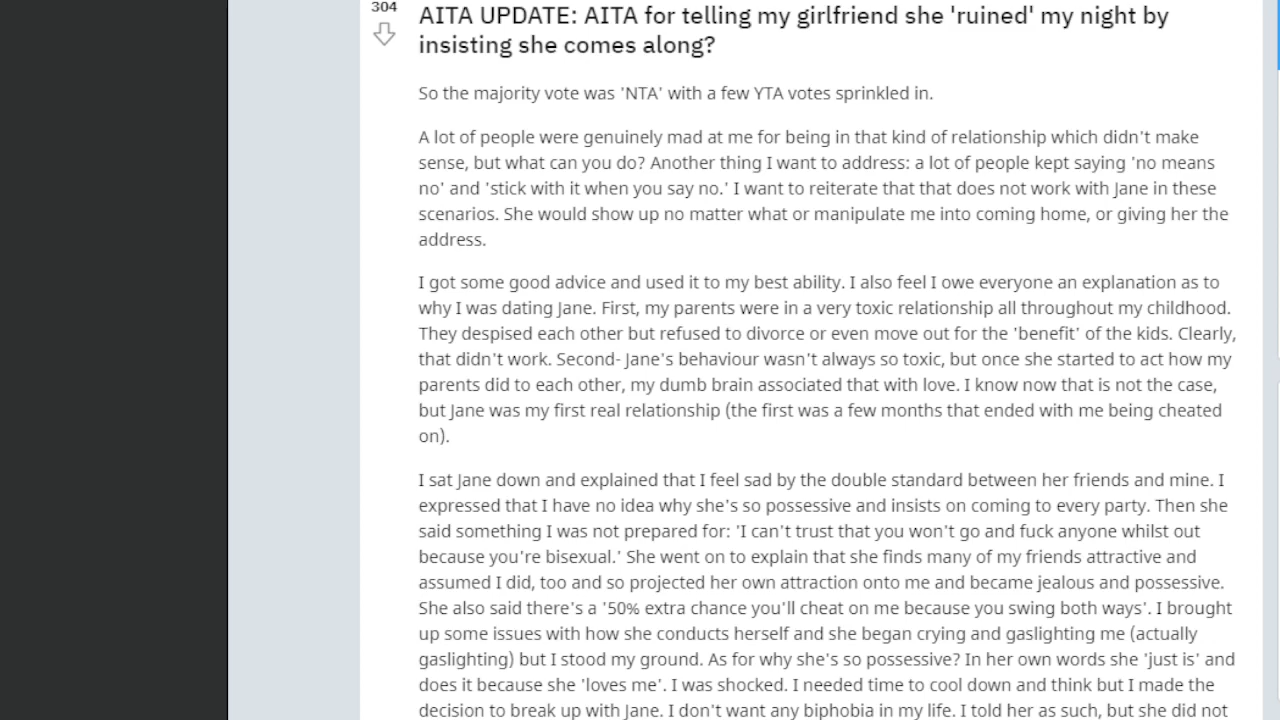 304
AITA UPDATE: AITA for telling my girlfriend she 'ruined' my night by
insisting she comes along?
So the majority vote was 'NTA' with a few YTA votes sprinkled in.
A lot of people were genuinely mad at me for being in that kind of relationship which didn't make
sense, but what can you do? Another thing I want to address: a lot of people kept saying 'no means
no' and 'stick with it when you say no.' I want to reiterate that that does not work with Jane in these
scenarios. She would show up no matter what or manipulate me into coming home, or giving her the
address.
I got some good advice and used it to my best ability. I also feel I owe everyone an explanation as to
why I was dating Jane. First, my parents were in a very toxic relationship all throughout my childhood.
They despised each other but refused to divorce or even move out for the 'benefit' of the kids. Clearly,
that didn't work. Second- Jane's behaviour wasn't always so toxic, but once she started to act how my
parents did to each other, my dumb brain associated that with love. I know now that is not the case,
but Jane was my first real relationship (the first was a few months that ended with me being cheated
on).
I sat Jane down and explained that I feel sad by the double standard between her friends and mine. I
expressed that I have no idea why she's so possessive and insists on coming to every party. Then she
said something I was not prepared for: 'I can't trust that you won't go and fuck anyone whilst out
because you're bisexual.' She went on to explain that she finds many of my friends attractive and
assumed I did, too and so projected her own attraction onto me and became jealous and possessive.
She also said there's a '50% extra chance you'll cheat on me because you swing both ways'. I brought
up some issues with how she conducts herself and she began crying and gaslighting me (actually
gaslighting) but I stood my ground. As for why she's so possessive? In her own words she 'just is' and
does it because she 'loves me'. I was shocked. I needed time to cool down and think but I made the
decision to break up with Jane. I don't want any biphobia in my life. I told her as such, but she did not